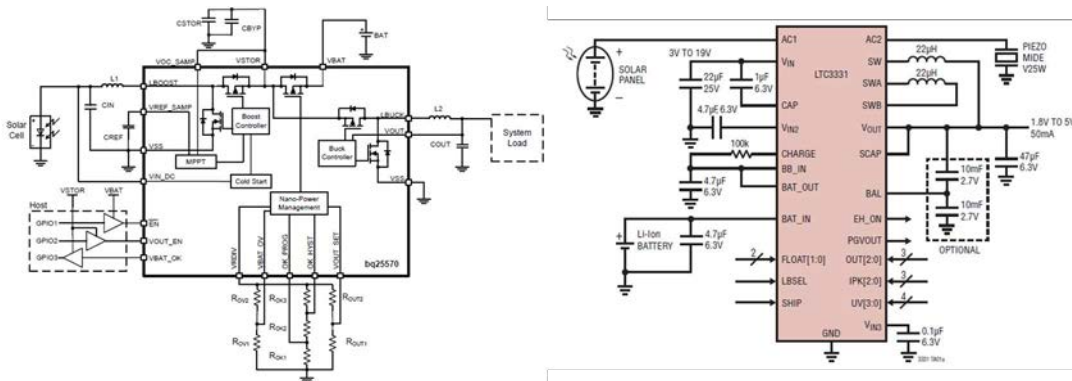 CSTOR
CBYP
BAT
VOC_SAMP
VSTOR
VBAT
L1
LBOOST
CIN
VREF_SAMP
CREF
Solar
Cell
VSS
Boost
Controller
MPPT
VIN_DC
Cold Start
LBUCK
L2
VOUT
Buck
Controller
COUT
System
Load
VSS
Nano-Power
Management
VSTOR
VBAT
Host
GPIO1
EN
GPIO2
VOUT_EN
GPIO3
VBAT_OK
VRDIV
VBAT_OV
OK_PROG
OK_HYST
VOUT_SET
bq25570
ROV2
ROK3
ROUT2
ROK2
ROV1
ROK1
ROUT1
AC1
AC2
PIEZO
MIDE
V25W
SOLAR
PANEL
3V TO 19V
VIN
LTC3331
SW
22µH
22µF
25V
1µF
6.3V
SWA
22µH
CAP
SWB
4.7µF 6.3V
VIN2
VOUT
1.8V TO 5V
50mA
100k
CHARGE
SCAP
BB_IN
47µF
6.3V
10mF
2.7V
4.7µF
6.3V
BAT_OUT
BAL
10mF
2.7V
BAT_IN
EH_ON
Li-Ion
BATTERY
4.7µF
6.3V
PGVOUT
OPTIONAL
2
FLOAT[1:0]
OUT[2:0]
3
LBSEL
IPK[2:0]
3
SHIP
UV[3:0]
4
VIN3
GND
0.1µF
6.3V
3331 TA01a